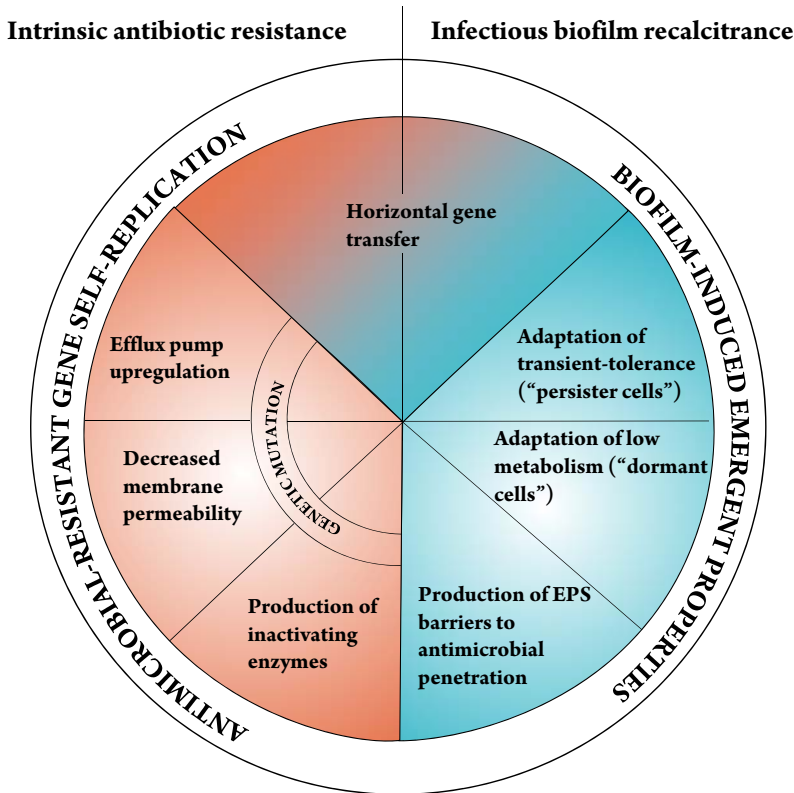 Intrinsic antibiotic resistance
Infectious biofilm recalcitrance
ANTIMICROBIAL-RESISTANT GENE SELF-REPLICATION
BIOFILM-INDUCED EMERGENT PROPERTIES
Horizontal gene
transfer
Efflux pump
upregulation
Adaptation of
transient-tolerance
(“persister cells”)
GENETIC MUTATION
Decreased
membrane
permeability
Adaptation of low
metabolism (“dormant
cells”)
Production of
inactivating
enzymes
Production of EPS
barriers to
antimicrobial
penetration